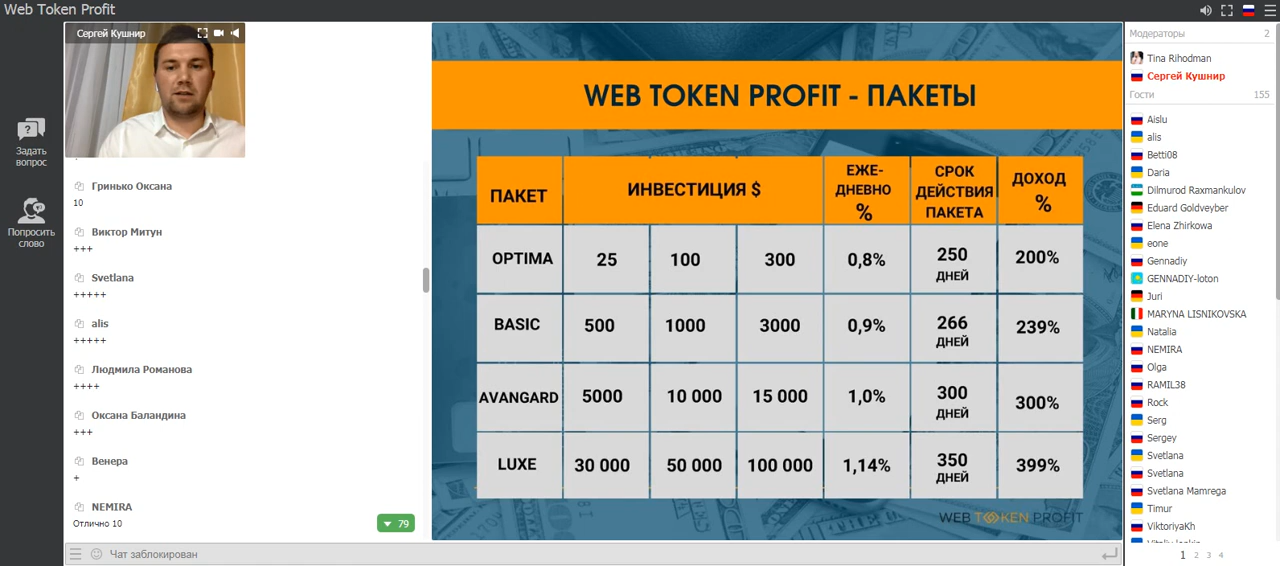 Web Token Profit
Сергей Кушнир
Задать
вопрос
Попросить
слово
Гринько Оксана
10
Виктор Митун
+++
Svetlana
+++++
alis
+++++
Людмила Романова
++++
Оксана Баландина
+++
Венера
+
NEMIRA
Отлично 10
79
Чат заблокирован
WEB TOKEN PROFIT - ПАКЕТЫ
ПАКЕТ ИНВЕСТИЦИЯ $ ЕЖЕ-ДНЕВНО % СРОК ДЕЙСТВИЯ ПАКЕТА ДОХОД %
OPTIMA 25 100 300 0,8% 250 ДНЕЙ 200%
BASIC 500 1000 3000 0,9% 266 ДНЕЙ 239%
AVANGARD 5000 10 000 15 000 1,0% 300 ДНЕЙ 300%
LUXE 30 000 50 000 100 000 1,14% 350 ДНЕЙ 399%
WEB TOKEN PROFIT
Модераторы 2
Tina Rihodman
Сергей Кушнир
Гости 155
Aislu
alis
Betti08
Daria
Dilmurod Raxmankulov
Eduard Goldveyber
Elena Zhirkowa
eone
Gennadiy
GENNADIY-loton
Juri
MARYNA LISNIKOVSKA
Natalia
NEMIRA
Olga
RAMIL38
Rock
Serg
Sergey
Svetlana
Svetlana
Svetlana Mamrega
Timur
ViktoriyaKh
1 2 3 4